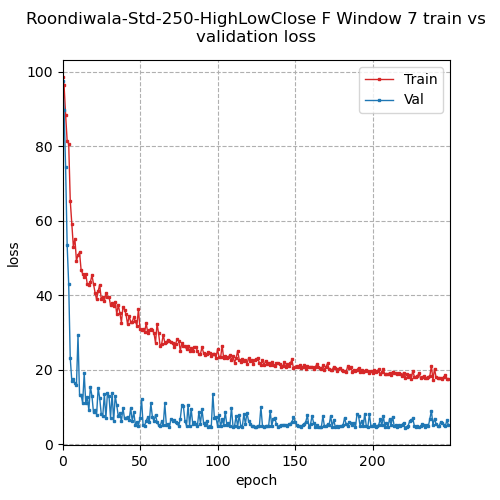 Roondiwala-Std-250-HighLowClose F Window 7 train vs
validation loss
100
80
60
40
20
0
loss
Train
Val
0
50
100
150
200
epoch